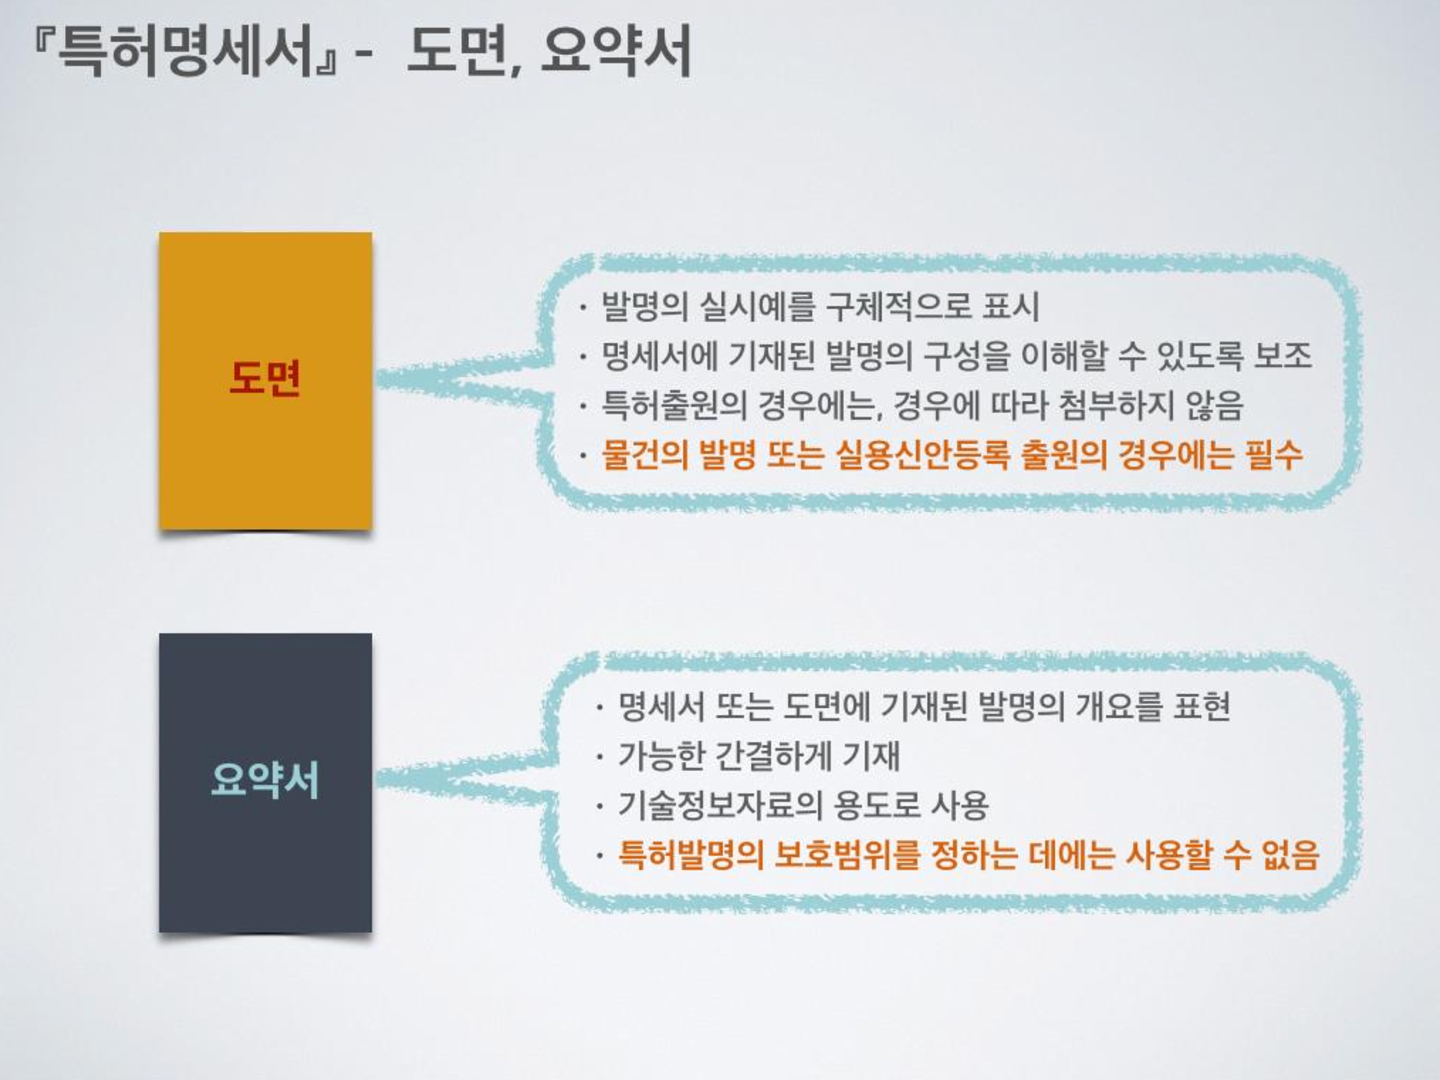 『특허명세서』 - 도면, 요약서
도면
· 발명의 실시예를 구체적으로 표시
· 명세서에 기재된 발명의 구성을 이해할 수 있도록 보조
· 특허출원의 경우에는, 경우에 따라 첨부하지 않음
· 물건의 발명 또는 실용신안등록 출원의 경우에는 필수
요약서
· 명세서 또는 도면에 기재된 발명의 개요를 표현
· 가능한 간결하게 기재
· 기술정보자료의 용도로 사용
· 특허발명의 보호범위를 정하는 데에는 사용할 수 없음